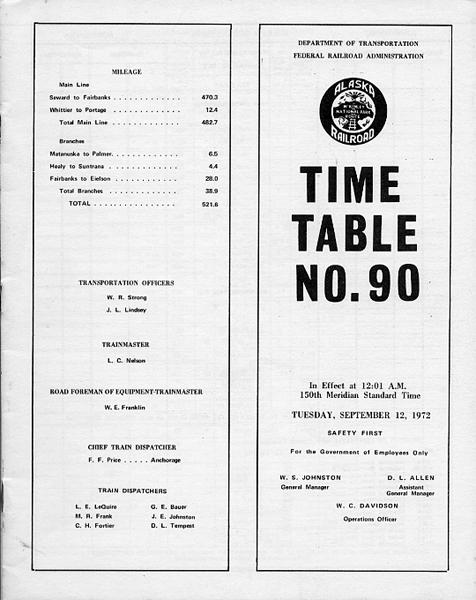 MILEAGE
Main Line
Seward to Fairbanks . . . . . . . . . . . . . 470.3
Whittier to Portage . . . . . . . . . . . . . 12.4
Total Main Line . . . . . . . . . . . . . 482.7
Branches
Matanuska to Palmer. . . . . . . . . . . . . 6.5
Healy to Suntrana . . . . . . . . . . . . . 4.4
Fairbanks to Eielson . . . . . . . . . . . . . 28.0
Total Branches . . . . . . . . . . . . . 38.9
TOTAL . . . . . . . . . . . . . . . 521.6
TRANSPORTATION OFFICERS
W. R. Strong
J. L. Lindsey
TRAINMASTER
L. C. Nelson
ROAD FOREMAN OF EQUIPMENT-TRAINMASTER
W. E. Franklin
CHIEF TRAIN DISPATCHER
F. F. Price . . . . . Anchorage
TRAIN DISPATCHERS
L. E. LeQuire G. E. Bauer
M. R. Frank J. E. Johnston
C. H. Fortier D. L. Tempest
DEPARTMENT OF TRANSPORTATION
FEDERAL RAILROAD ADMINISTRATION
ALASKA
NATIONAL PARK
ROUTE
RAILROAD
TIME
TABLE
NO. 90
In Effect at 12:01 A.M.
150th Meridian Standard Time
TUESDAY, SEPTEMBER 12, 1972
SAFETY FIRST
For the Government of Employees Only
W. S. JOHNSTON D. L. ALLEN
General Manager Assistant
General Manager
W. C. DAVIDSON
Operations Officer